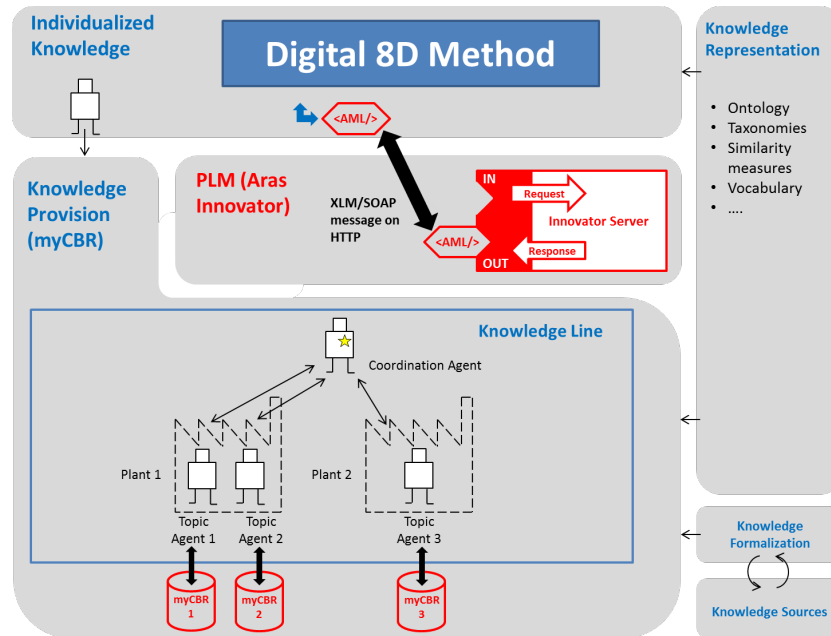 Individualized
Knowledge
Digital 8D Method
<AML/>
Knowledge
Representation
• Ontology
• Taxonomies
• Similarity
measures
• Vocabulary
• ....
Knowledge
Provision
(myCBR)
PLM (Aras
Innovator)
XLM/SOAP
message on
HTTP
<AML/>
IN
Request
Innovator Server
Response
OUT
Knowledge Line
Coordination Agent
Plant 1
Plant 2
Topic
Agent 1
Topic
Agent 2
Topic
Agent 3
myCBR
1
myCBR
2
myCBR
3
Knowledge
Formalization
Knowledge Sources